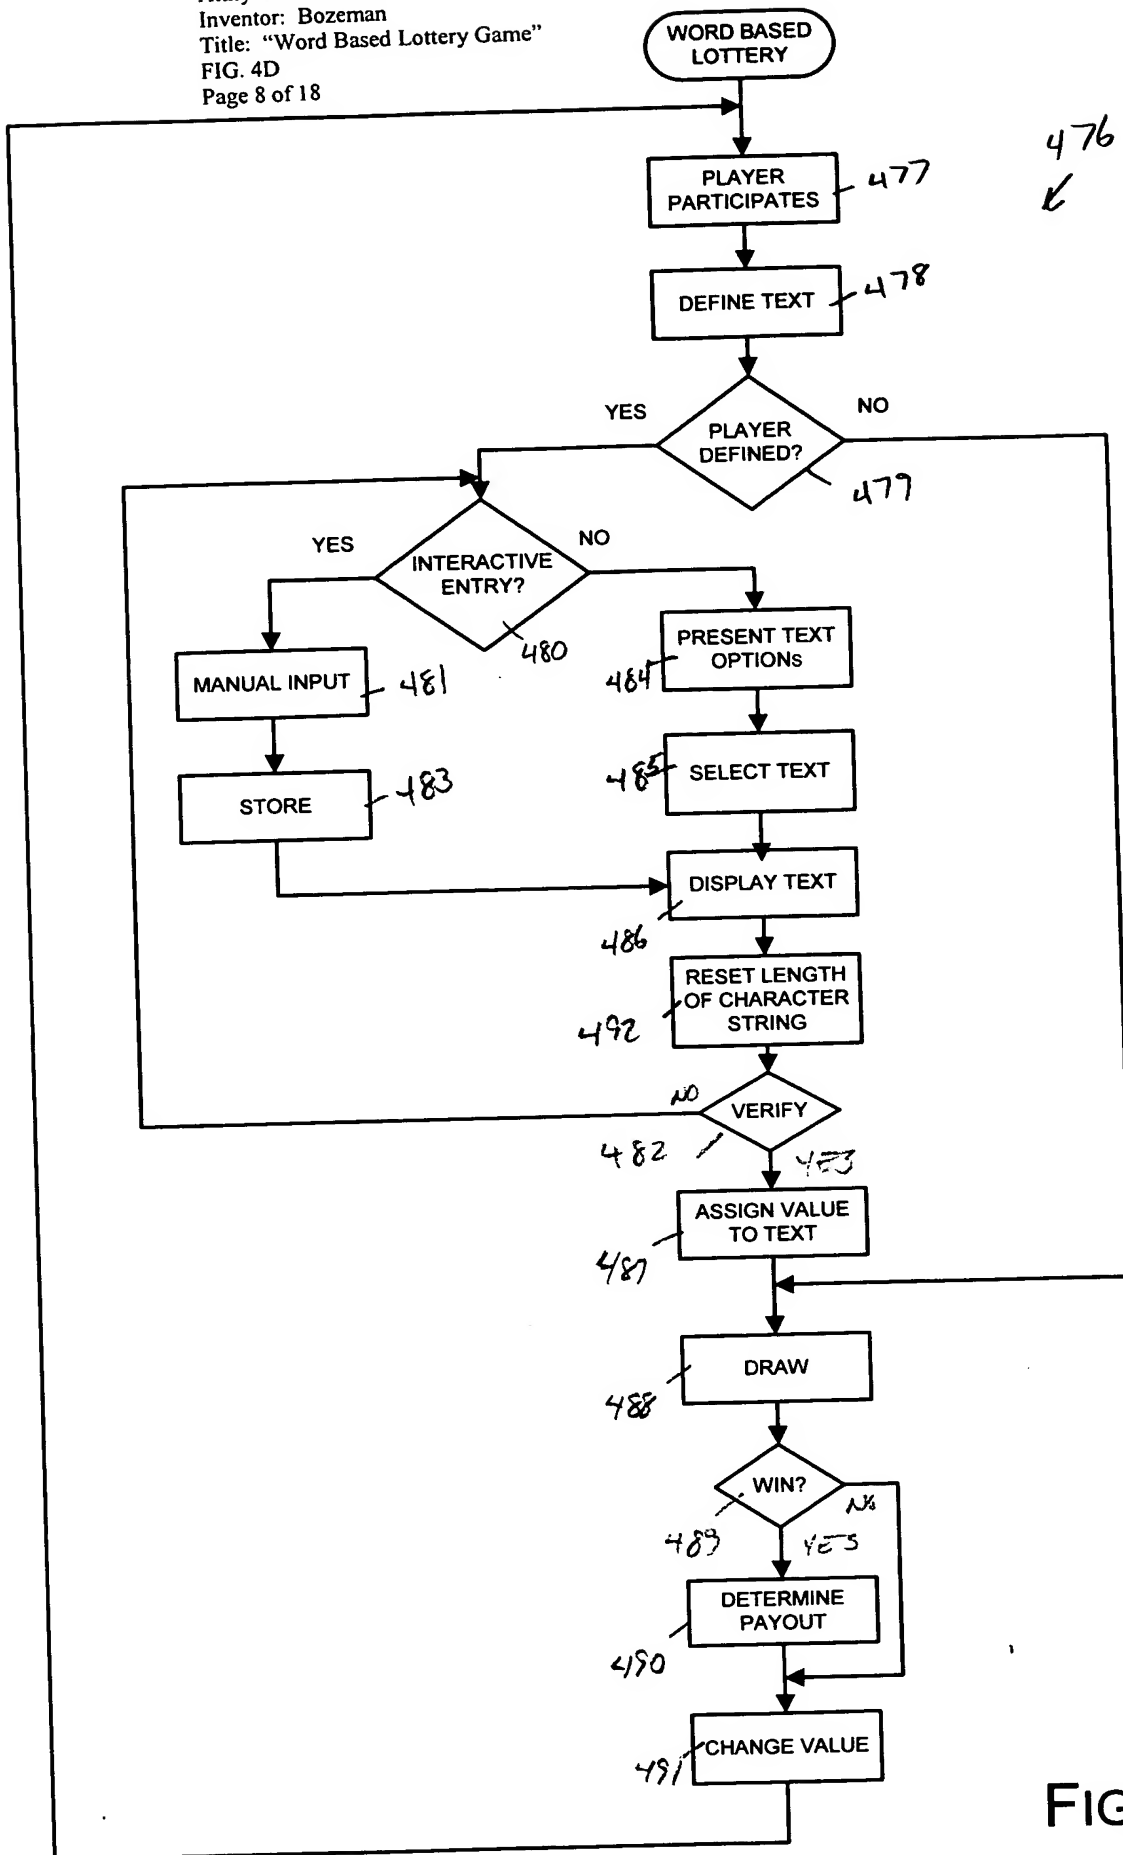 Inventor: Bozeman
Title: “Word Based Lottery Game”
FIG. 4D
Page 8 of 18
WORD BASED
LOTTERY
476
PLAYER
PARTICIPATES
477
DEFINE TEXT
478
YES
NO
PLAYER
DEFINED?
479
YES
NO
INTERACTIVE
ENTRY?
480
PRESENT TEXT
OPTIONs
484
MANUAL INPUT
481
SELECT TEXT
485
STORE
483
DISPLAY TEXT
486
RESET LENGTH
OF CHARACTER
STRING
492
NO
VERIFY
482
YES
ASSIGN VALUE
TO TEXT
487
DRAW
488
WIN?
No
489
YES
DETERMINE
PAYOUT
490
CHANGE VALUE
491
FIG